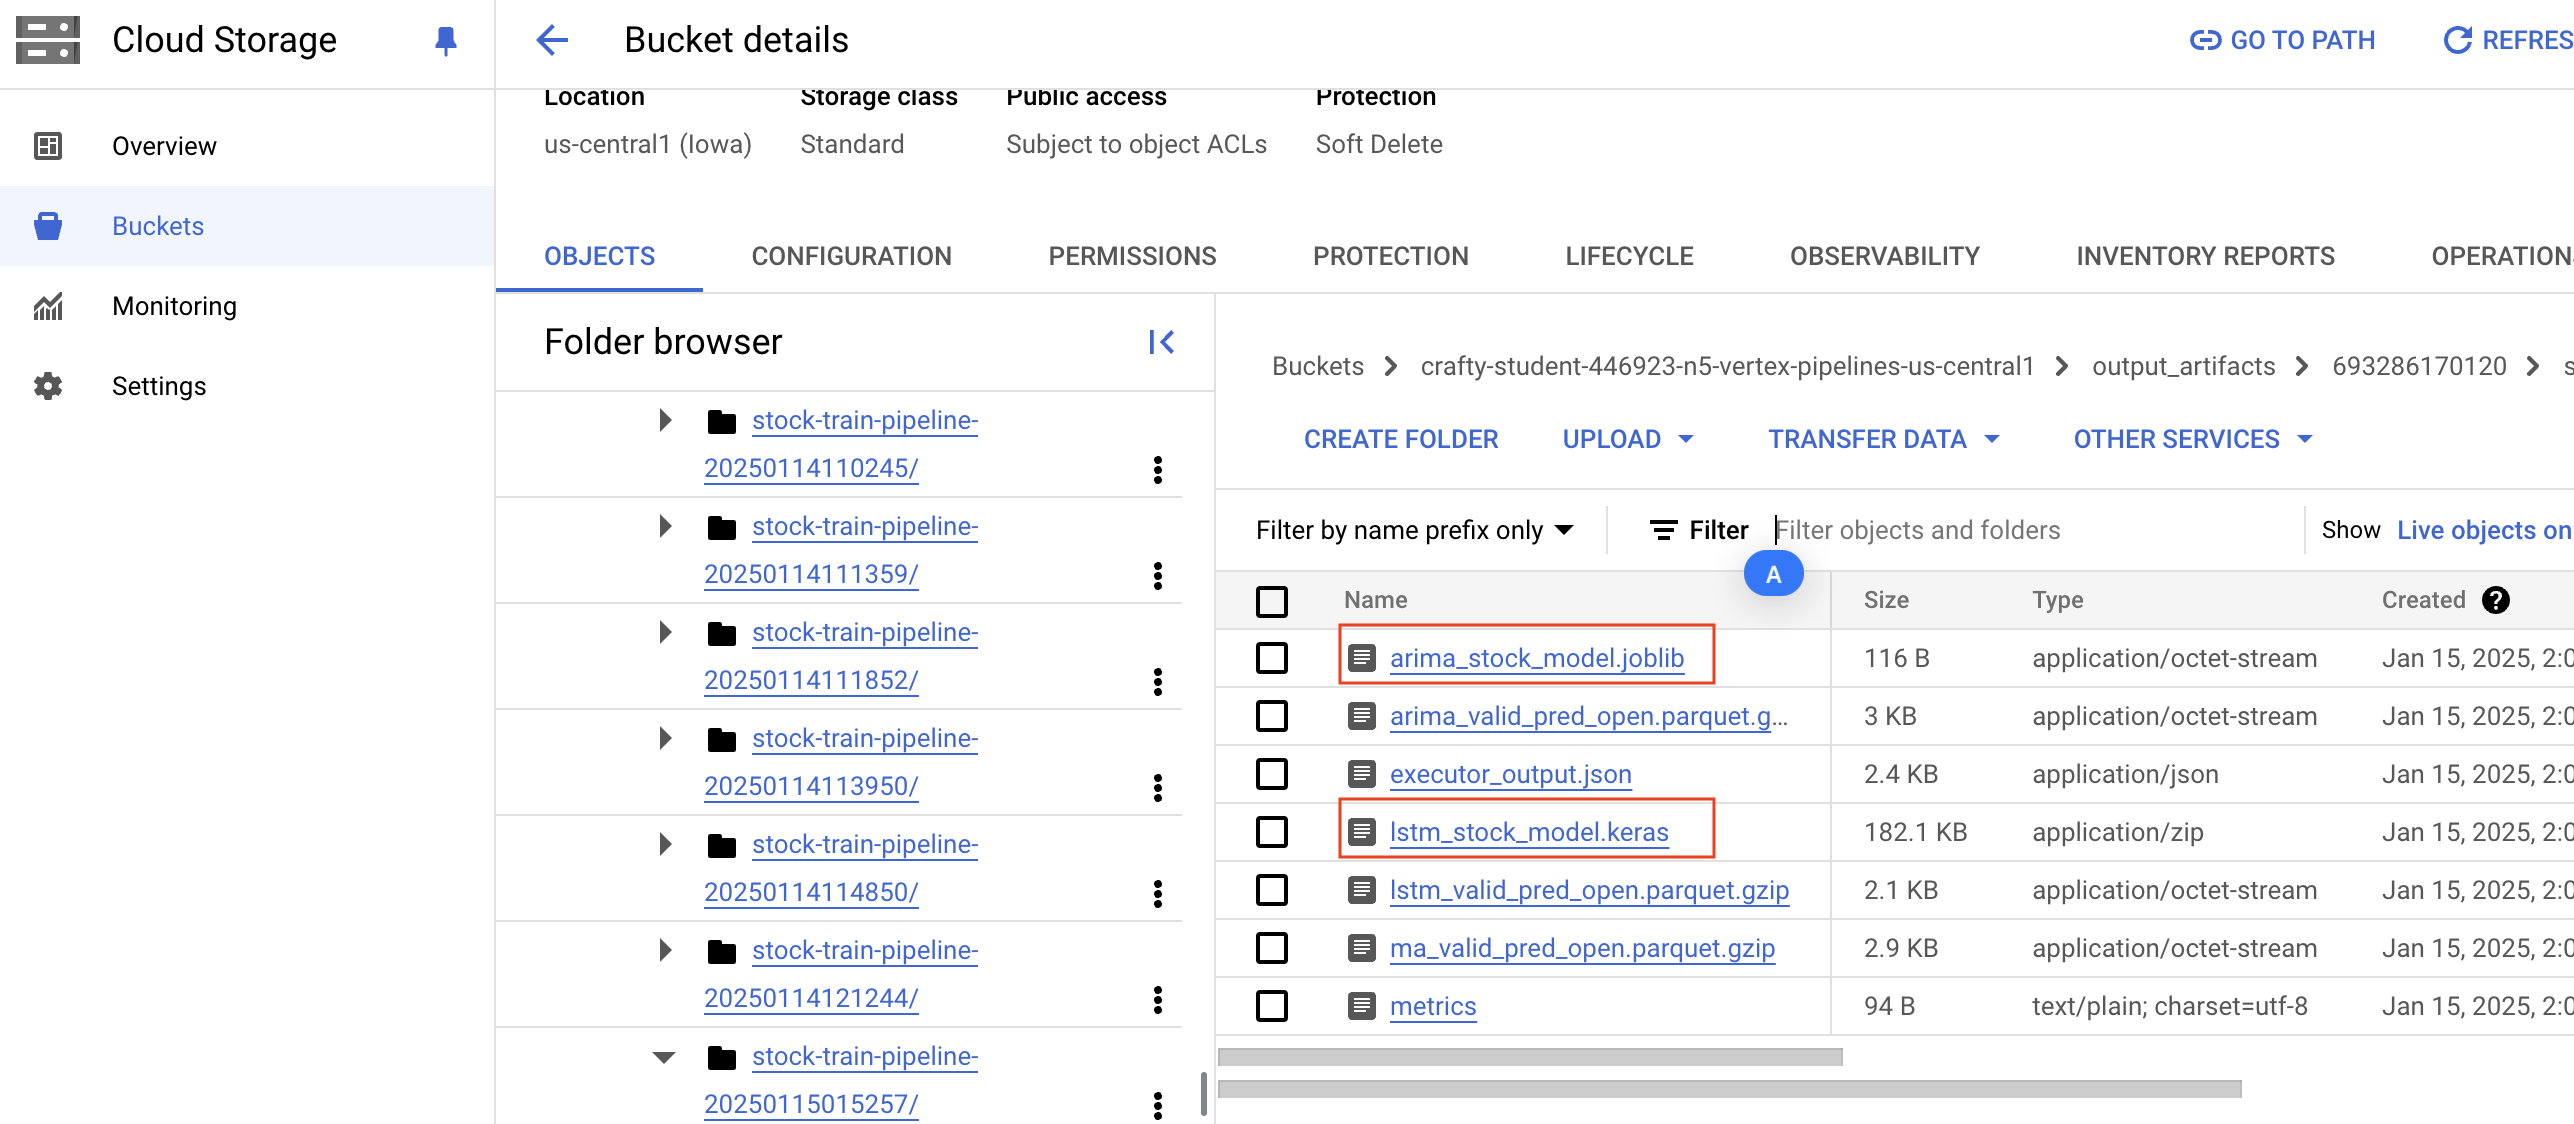 Cloud Storage
Overview
Buckets
Monitoring
Settings
Bucket details
GO TO PATH
REFRES
Location Storage class Public access Protection
us-central1 (Iowa) Standard Subject to object ACLs Soft Delete
OBJECTS CONFIGURATION PERMISSIONS PROTECTION LIFECYCLE OBSERVABILITY INVENTORY REPORTS OPERATION
Folder browser
stock-train-pipeline-
20250114110245/
stock-train-pipeline-
20250114111359/
stock-train-pipeline-
20250114111852/
stock-train-pipeline-
20250114113950/
stock-train-pipeline-
20250114114850/
stock-train-pipeline-
20250114121244/
stock-train-pipeline-
20250115015257/
Buckets > crafty-student-446923-n5-vertex-pipelines-us-central1 > output_artifacts > 693286170120 > s
CREATE FOLDER UPLOAD TRANSFER DATA OTHER SERVICES
Filter by name prefix only Filter Filter objects and folders Show Live objects on
A
Name Size Type Created ?
arima_stock_model.joblib 116 B application/octet-stream Jan 15, 2025, 2:0
arima_valid_pred_open.parquet.g... 3 KB application/octet-stream Jan 15, 2025, 2:0
executor_output.json 2.4 KB application/json Jan 15, 2025, 2:0
lstm_stock_model.keras 182.1 KB application/zip Jan 15, 2025, 2:0
lstm_valid_pred_open.parquet.gzip 2.1 KB application/octet-stream Jan 15, 2025, 2:0
ma_valid_pred_open.parquet.gzip 2.9 KB application/octet-stream Jan 15, 2025, 2:0
metrics 94 B text/plain; charset=utf-8 Jan 15, 2025, 2:0